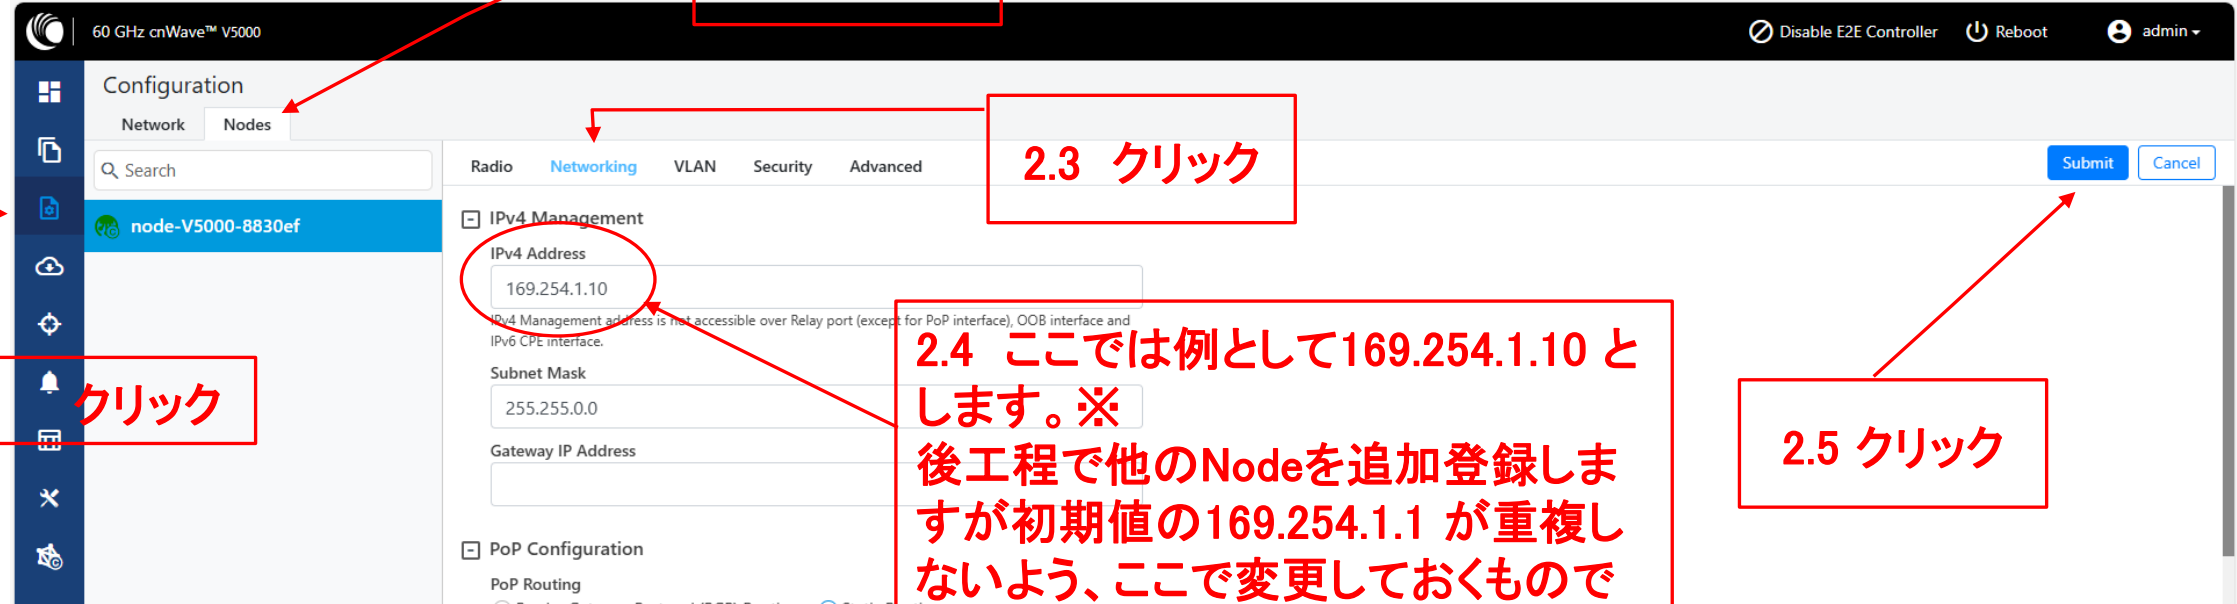 60 GHz cnWave™ V5000
Disable E2E Controller
Reboot
admin
Configuration
Network
Nodes
Search
node-V5000-8830ef
Radio
Networking
VLAN
Security
Advanced
Submit
Cancel
2.3 クリック
IPv4 Management
IPv4 Address
169.254.1.10
IPv4 Management address is not accessible over Relay port (except for PoP interface), OOB interface and
IPv6 CPE interface.
Subnet Mask
255.255.0.0
Gateway IP Address
PoP Configuration
PoP Routing
クリック
2.4 ここでは例として169.254.1.10 と
します。※
後工程で他のNodeを追加登録しま
すが初期値の169.254.1.1 が重複し
ないよう、ここで変更しておくもので
2.5 クリック